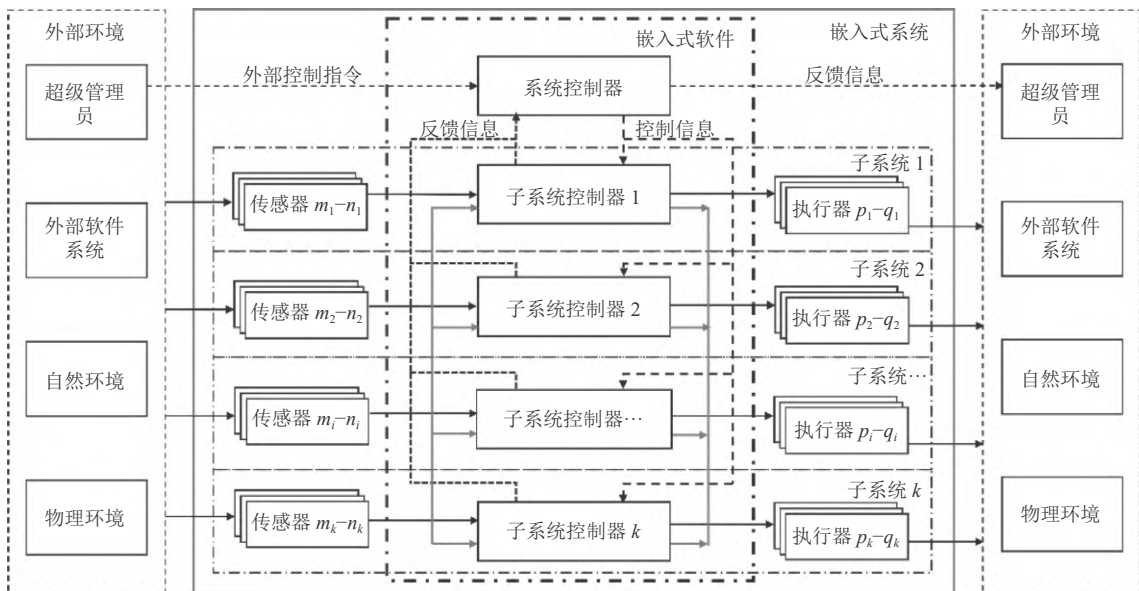 外部环境
嵌入式软件
嵌入式系统
外部环境
超级管理
员
外部控制指令
系统控制器
反馈信息
超级管理
员
反馈信息
控制信息
子系统 1
传感器 m₁–n₁
子系统控制器 1
执行器 p₁–q₁
外部软件
系统
外部软件
系统
子系统 2
传感器 m₂–n₂
子系统控制器 2
执行器 p₂–q₂
自然环境
自然环境
子系统…
传感器 mᵢ–nᵢ
子系统控制器…
执行器 pᵢ–qᵢ
子系统 k
物理环境
传感器 mₖ–nₖ
子系统控制器 k
执行器 pₖ–qₖ
物理环境